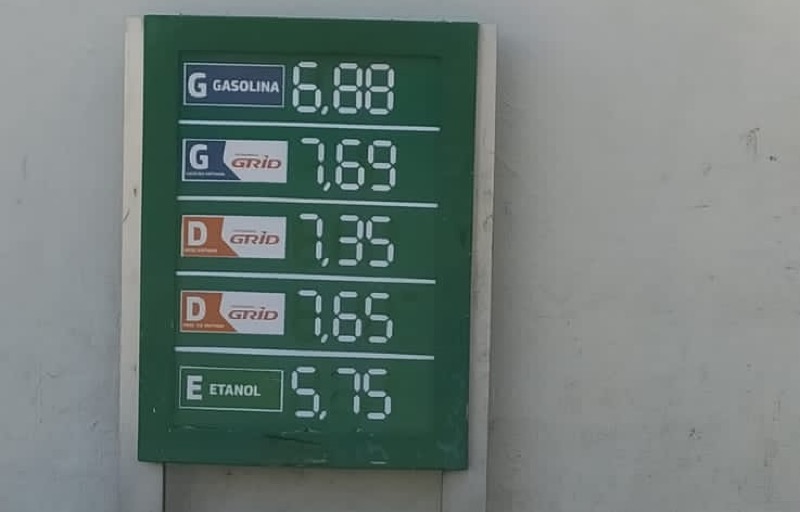 G GASOLINA 6,88
G GRID 7,69
D GRID 7,35
D GRID 7,65
E ETANOL 5,75